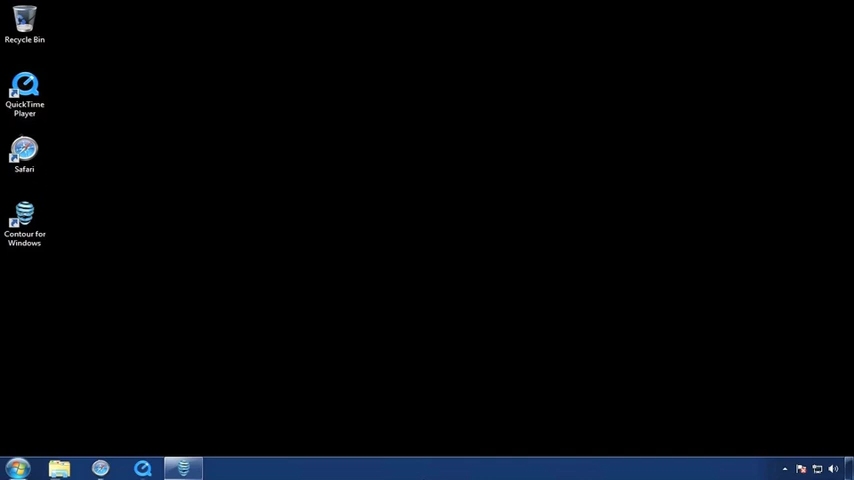 Recycle Bin
QuickTime
Player
Safari
Contour for
Windows